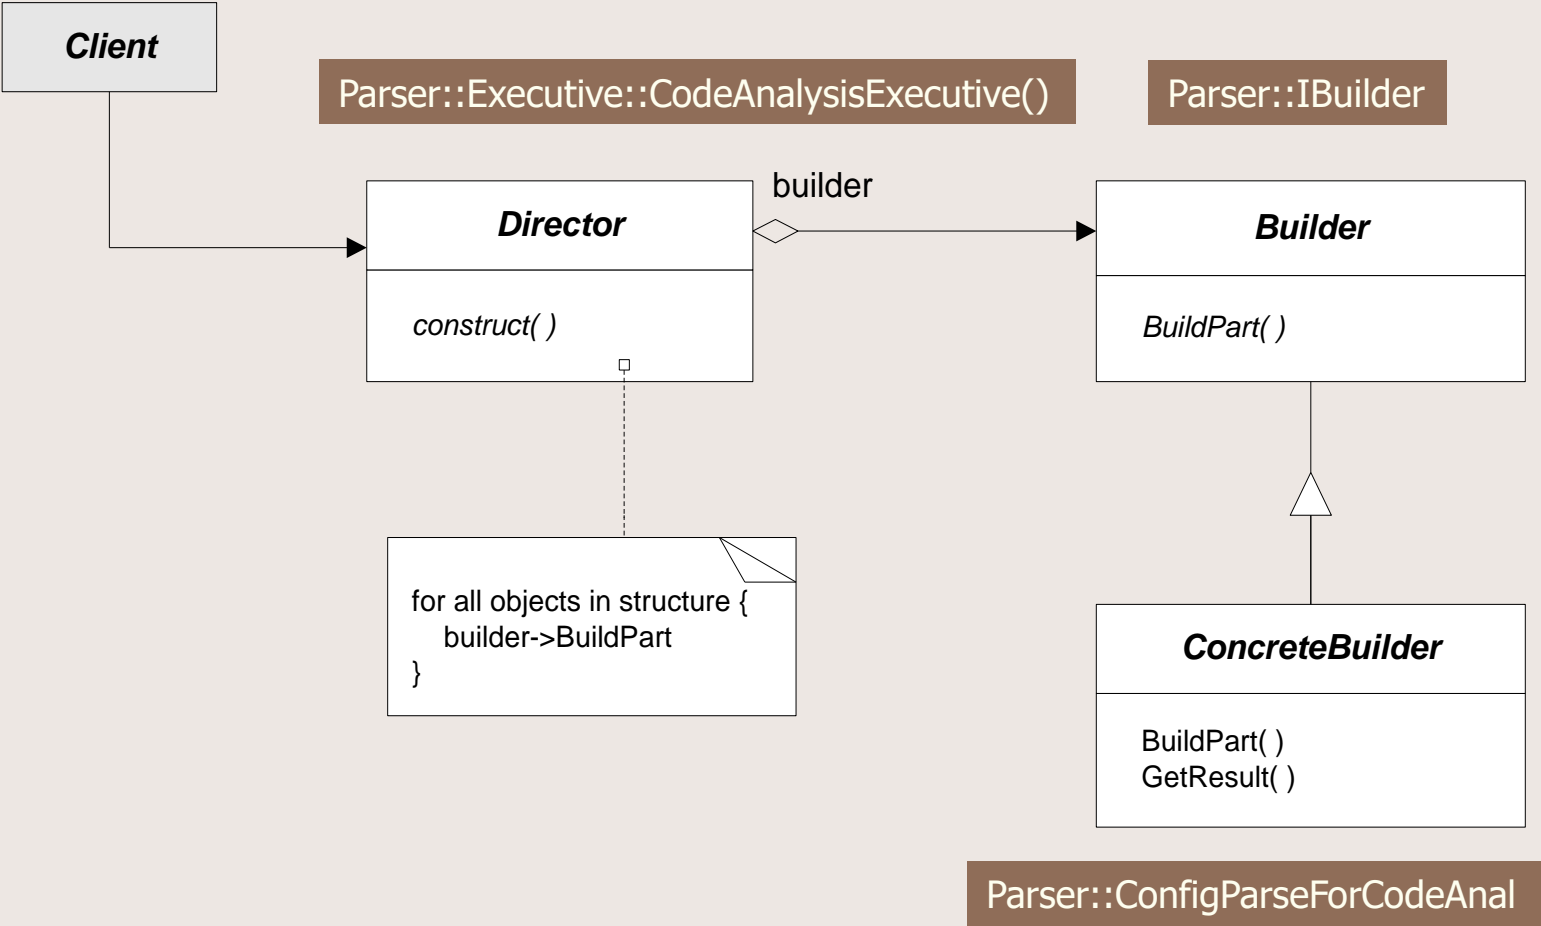 Client
Parser::Executive::CodeAnalysisExecutive()
Parser::IBuilder
builder
Director
construct( )
Builder
BuildPart( )
for all objects in structure {
builder->BuildPart
}
ConcreteBuilder
BuildPart( )
GetResult( )
Parser::ConfigParseForCodeAnal